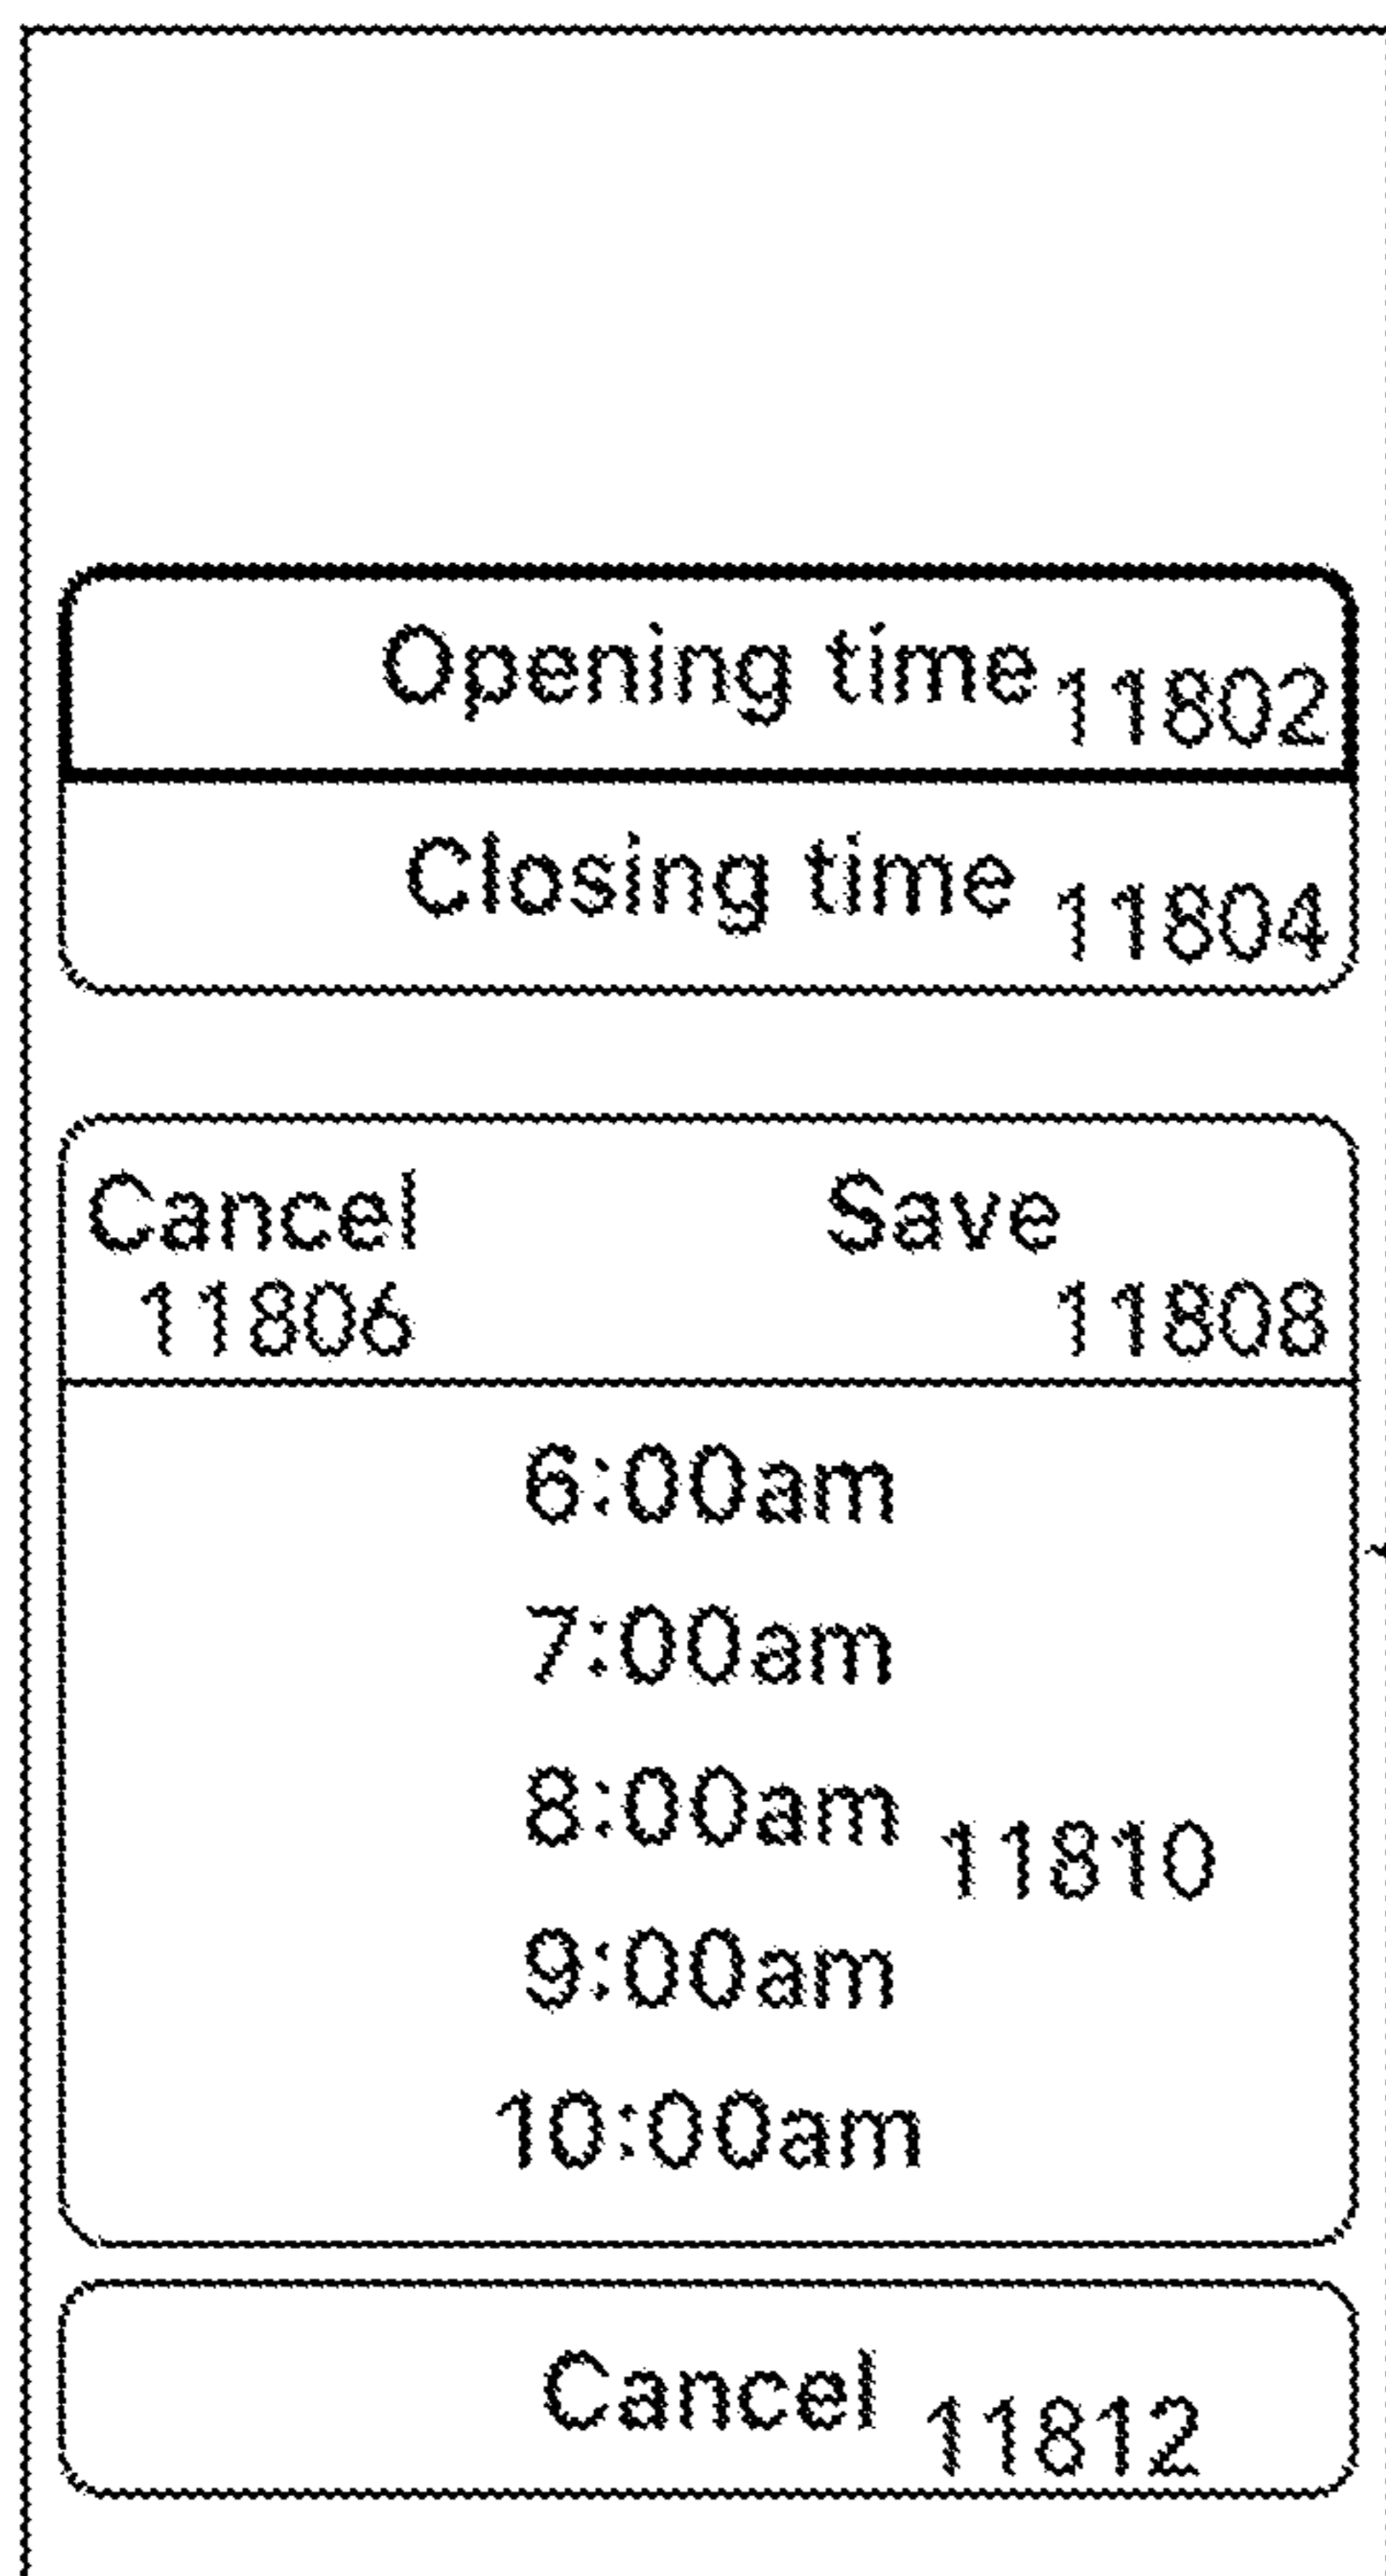 Opening time 11802
Closing time 11804
Cancel Save
11806 11808
6:00am
7:00am
8:00am 11810
9:00am
10:00am
Cancel 11812